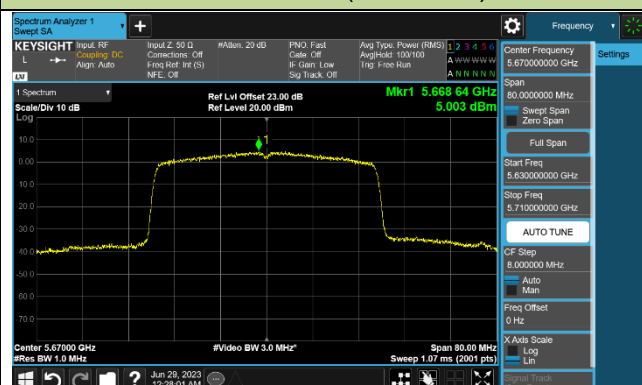 Spectrum Analyzer 1
Swept SA
Frequency
KEYSIGHT
Input: RF
Coupling: DC
Align: Auto
Input Z: 50 Ω
Corrections: Off
Freq Ref: Int (S)
NFE: Off
#Atten: 20 dB
PNO: Fast
Gate: Off
IF Gain: Low
Sig Track: Off
Avg Type: Power (RMS)
Avg|Hold: 100/100
Trig: Free Run
1 2 3 4 5 6
A W W W W W
A N N N N N
L
LXI
1 Spectrum
Scale/Div 10 dB
Log
Ref Lvl Offset 23.00 dB
Ref Level 20.00 dBm
Mkr1 5.668 64 GHz
5.003 dBm
1
10.0
0.00
-10.0
-20.0
-30.0
-40.0
-50.0
-60.0
-70.0
Center 5.67000 GHz
#Res BW 1.0 MHz
#Video BW 3.0 MHz*
Span 80.00 MHz
Sweep 1.07 ms (2001 pts)
Center Frequency
5.670000000 GHz
Settings
Span
80.0000000 MHz
Swept Span
Zero Span
Full Span
Start Freq
5.630000000 GHz
Stop Freq
5.710000000 GHz
AUTO TUNE
CF Step
8.000000 MHz
Auto
Man
Freq Offset
0 Hz
X Axis Scale
Log
Lin
Signal Track
Jun 29, 2023
12:28:01 AM